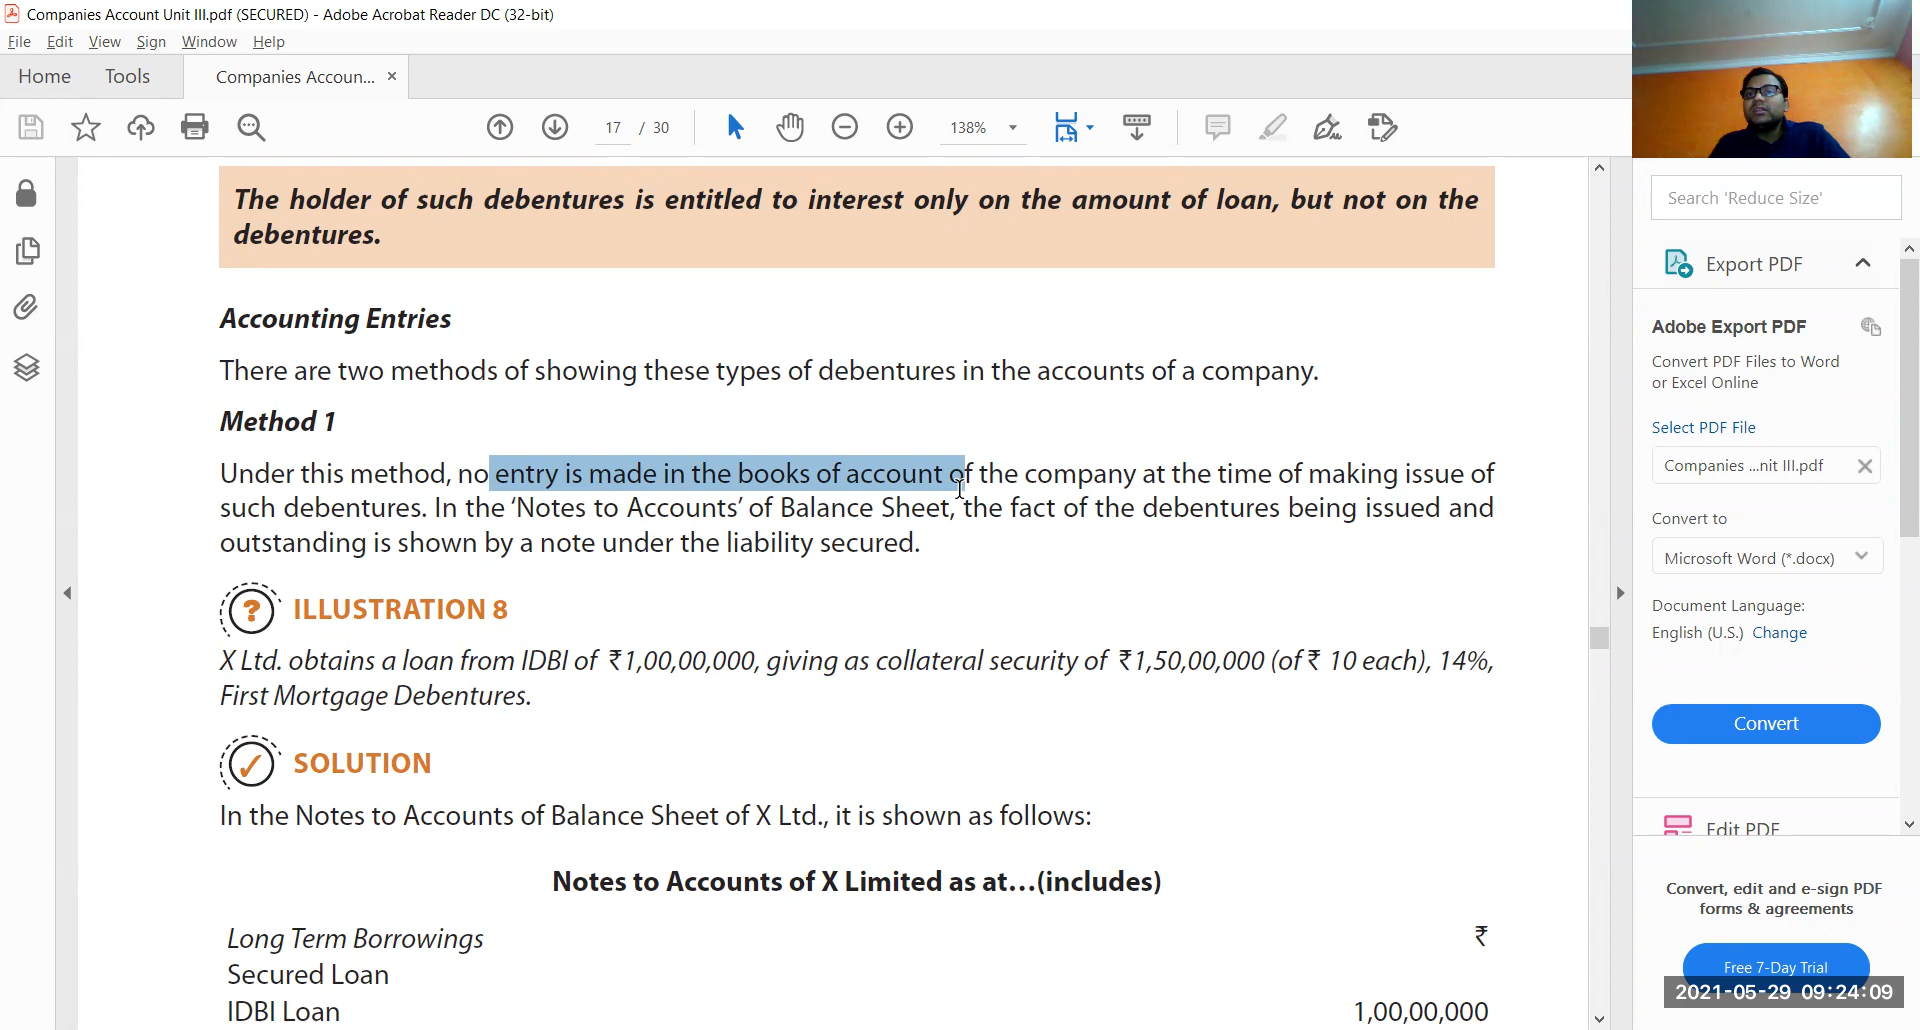 Companies Account Unit III.pdf (SECURED) - Adobe Acrobat Reader DC (32-bit)
File Edit View Sign Window Help
Home Tools Companies Accoun... ×
17 / 30 138%
The holder of such debentures is entitled to interest only on the amount of loan, but not on the
debentures.
Accounting Entries
There are two methods of showing these types of debentures in the accounts of a company.
Method 1
Under this method, no entry is made in the books of account of the company at the time of making issue of
such debentures. In the ‘Notes to Accounts’ of Balance Sheet, the fact of the debentures being issued and
outstanding is shown by a note under the liability secured.
? ILLUSTRATION 8
X Ltd. obtains a loan from IDBI of ₹1,00,00,000, giving as collateral security of ₹1,50,00,000 (of ₹ 10 each), 14%,
First Mortgage Debentures.
SOLUTION
In the Notes to Accounts of Balance Sheet of X Ltd., it is shown as follows:
Notes to Accounts of X Limited as at…(includes)
Long Term Borrowings ₹
Secured Loan
IDBI Loan 1,00,00,000
Search 'Reduce Size'
Export PDF
Adobe Export PDF
Convert PDF Files to Word
or Excel Online
Select PDF File
Companies ...nit III.pdf
Convert to
Microsoft Word (*.docx)
Document Language:
English (U.S.) Change
Convert
Edit PDF
Convert, edit and e-sign PDF
forms & agreements
Free 7-Day Trial
2021-05-29 09:24:09